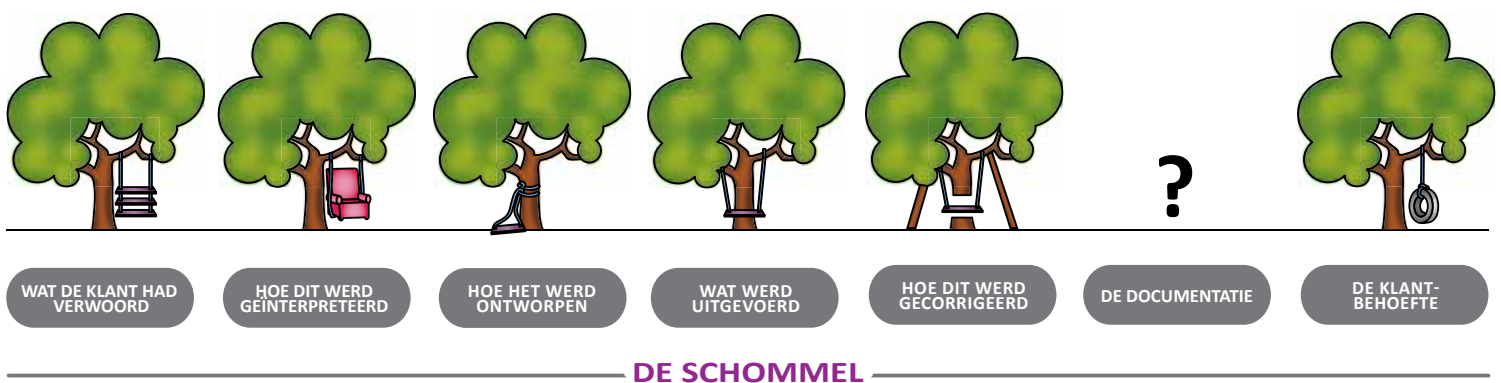 ?
WAT DE KLANT HAD
VERWOORD
HOE DIT WERD
GEÏNTERPRETEERD
HOE HET WERD
ONTWORPEN
WAT WERD
UITGEVOERD
HOE DIT WERD
GECORRIGEERD
DE DOCUMENTATIE
DE KLANT-
BEHOEFTE
DE SCHOMMEL